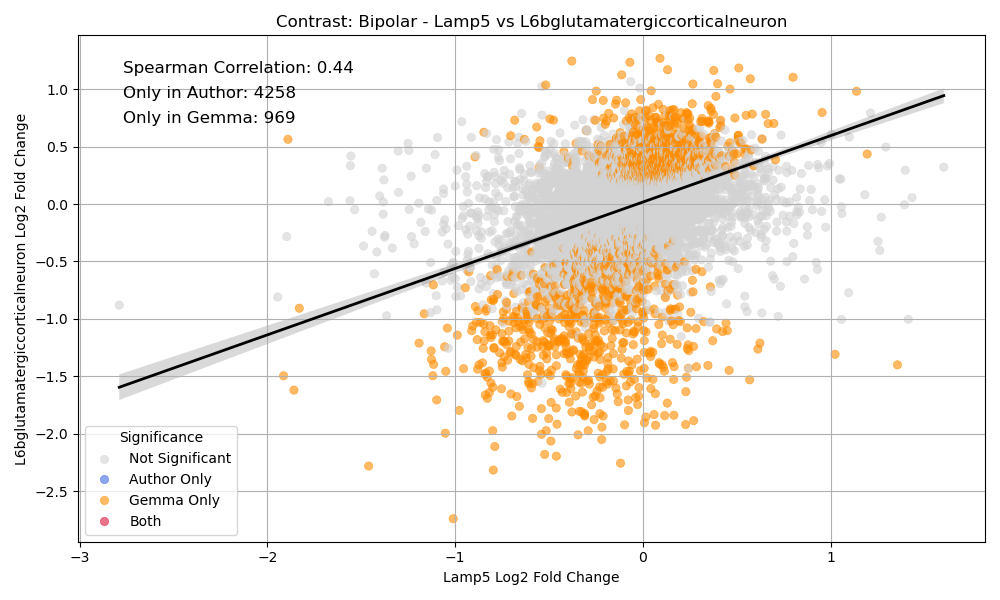 Contrast: Bipolar - Lamp5 vs L6bglutamatergiccorticalneuron
Spearman Correlation: 0.44
Only in Author: 4258
Only in Gemma: 969
L6bglutamatergiccorticalneuron Log2 Fold Change
1.0
0.5
0.0
−0.5
−1.0
−1.5
−2.0
−2.5
Significance
Not Significant
Author Only
Gemma Only
Both
−3
−2
−1
0
1
Lamp5 Log2 Fold Change